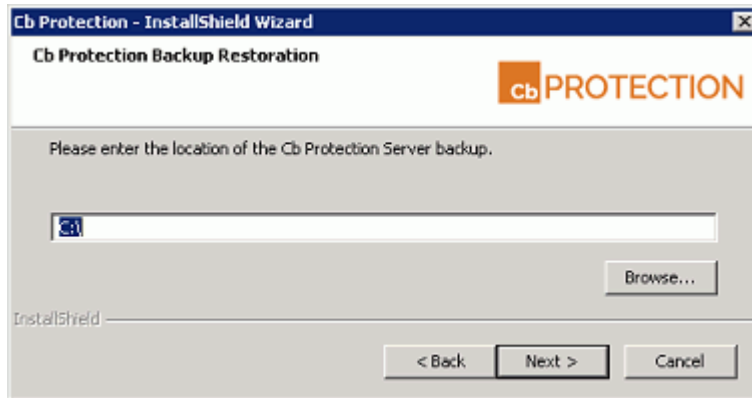 Cb Protection - InstallShield Wizard
Cb Protection Backup Restoration
Cb PROTECTION
Please enter the location of the Cb Protection Server backup.
C:\
Browse...
InstallShield
< Back Next > Cancel